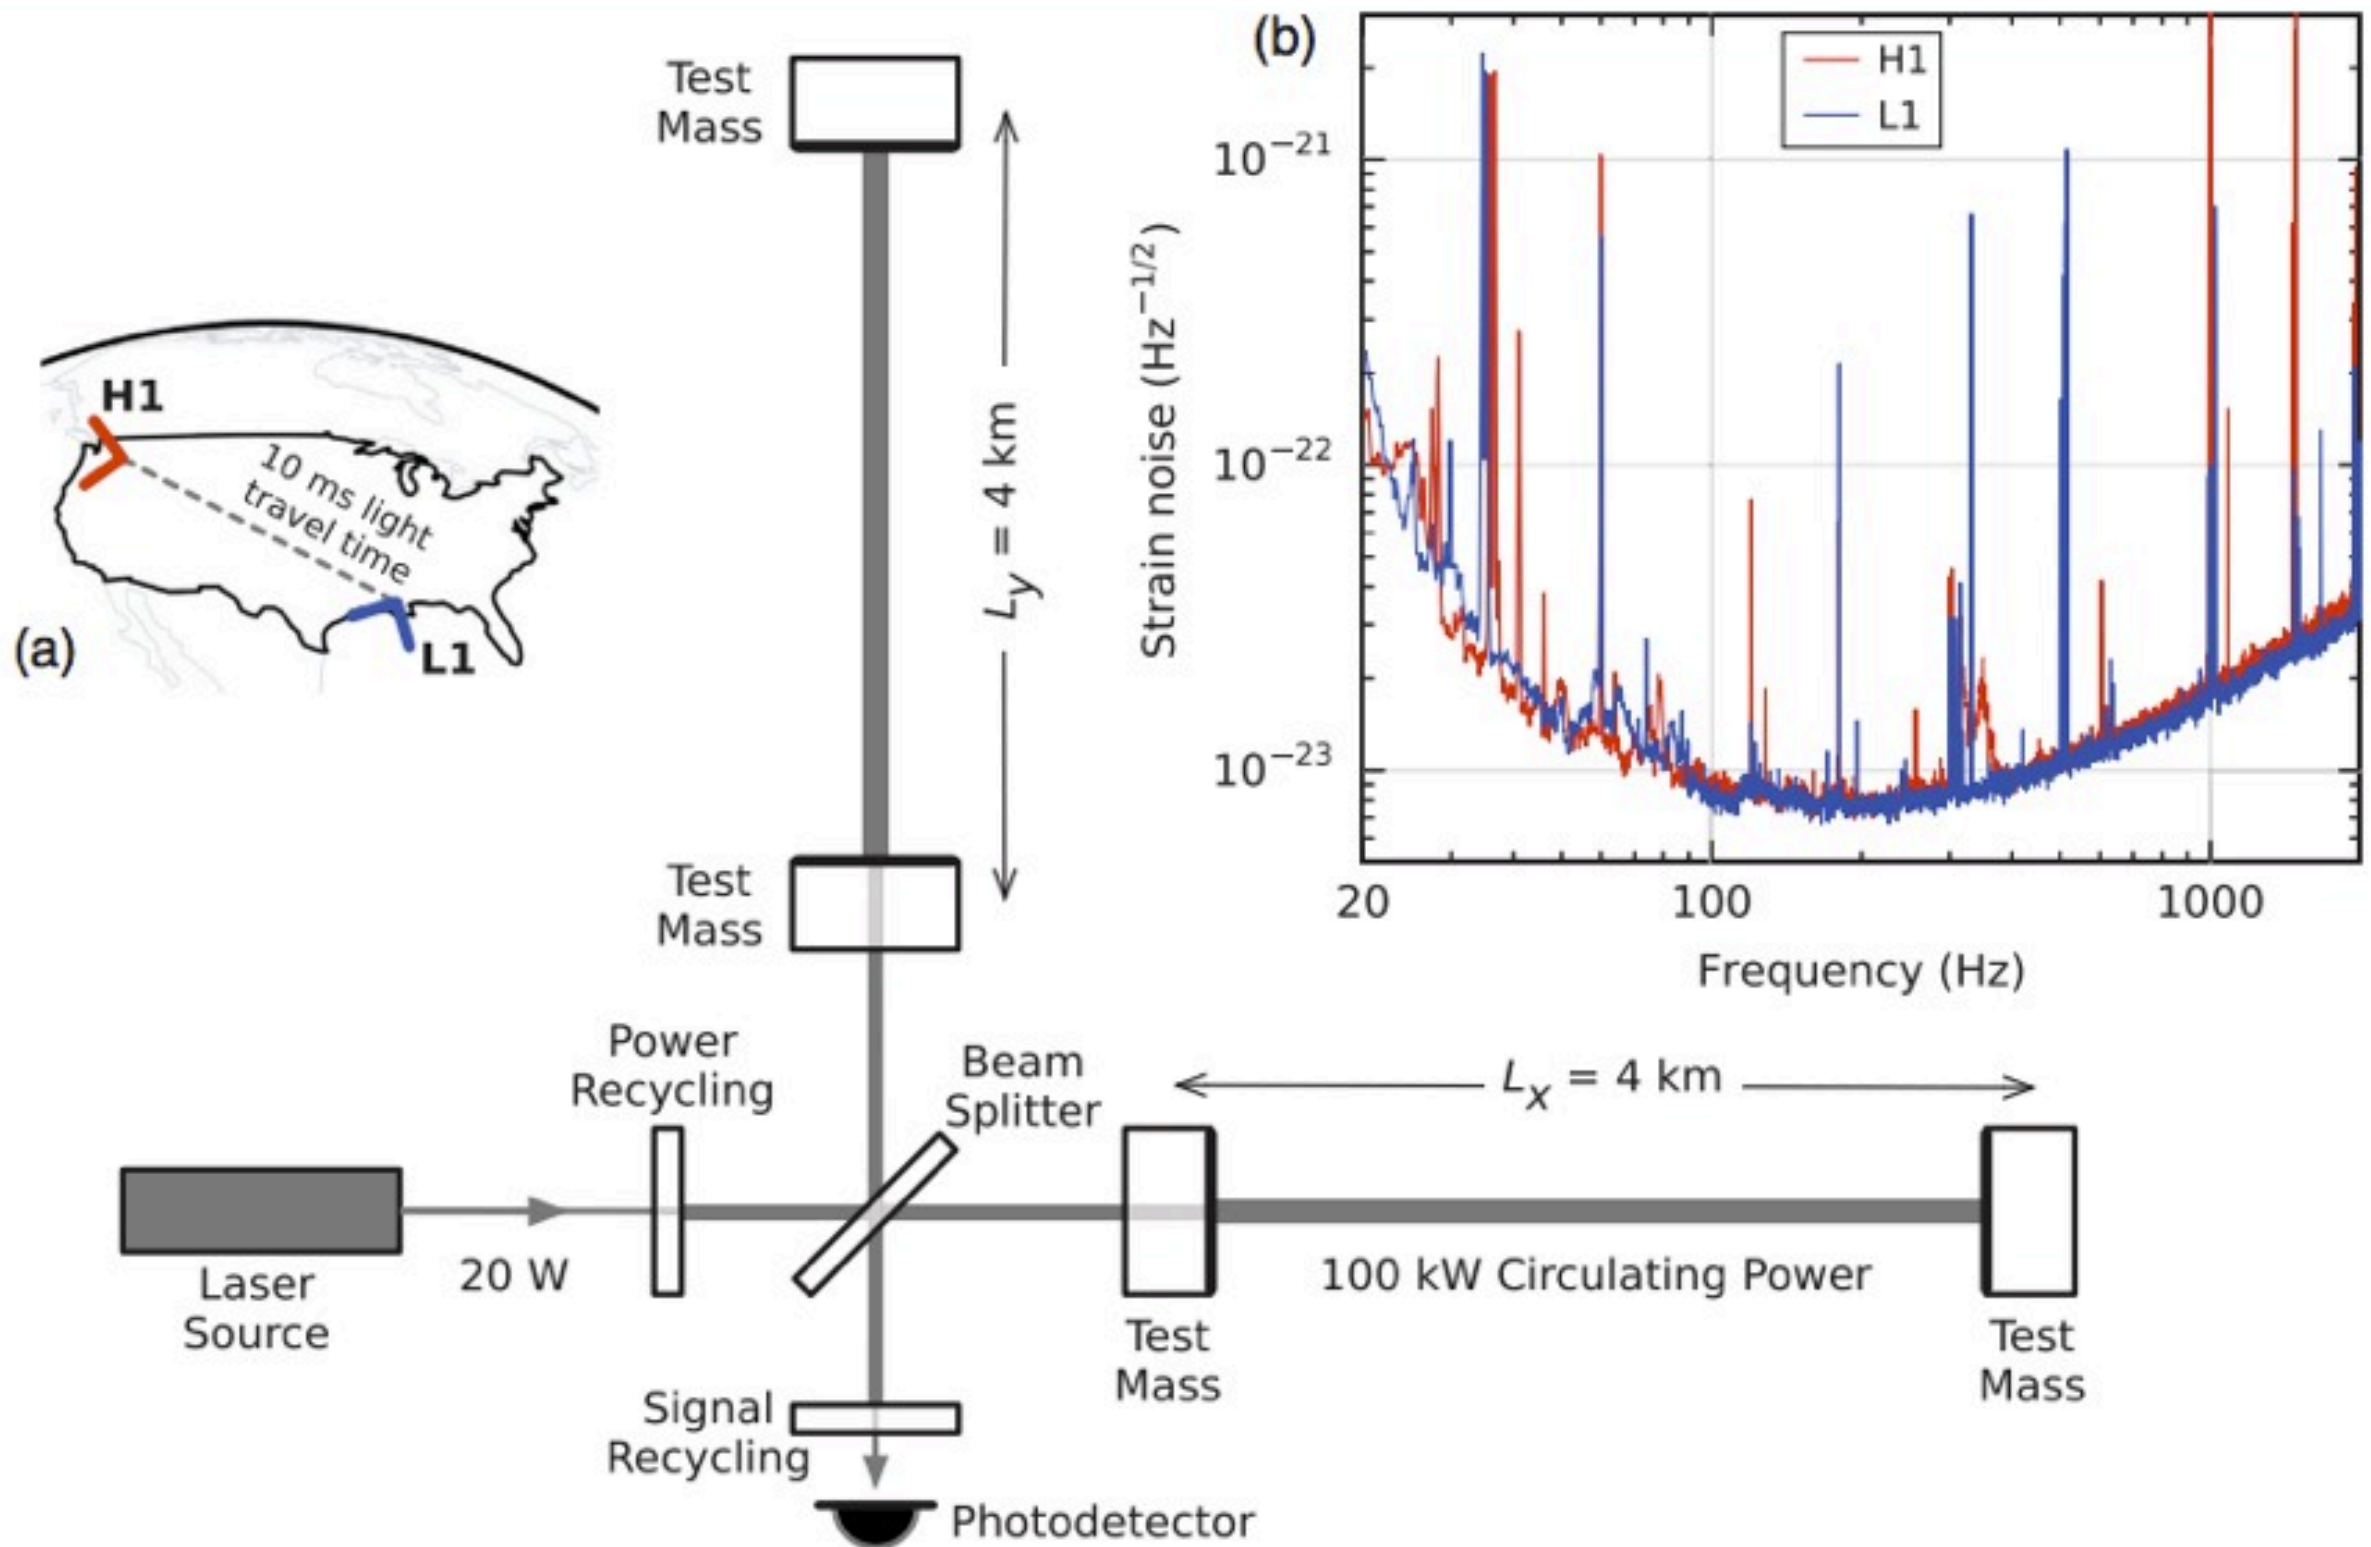 (a)
H1
10 ms light
travel time
L1
Test
Mass
Ly = 4 km
Test
Mass
(b)
H1
L1
Strain noise (Hz−1/2)
10−21
10−22
10−23
20
100
1000
Frequency (Hz)
Power
Recycling
Beam
Splitter
Lx = 4 km
Laser
Source
20 W
100 kW Circulating Power
Test
Mass
Test
Mass
Signal
Recycling
Photodetector